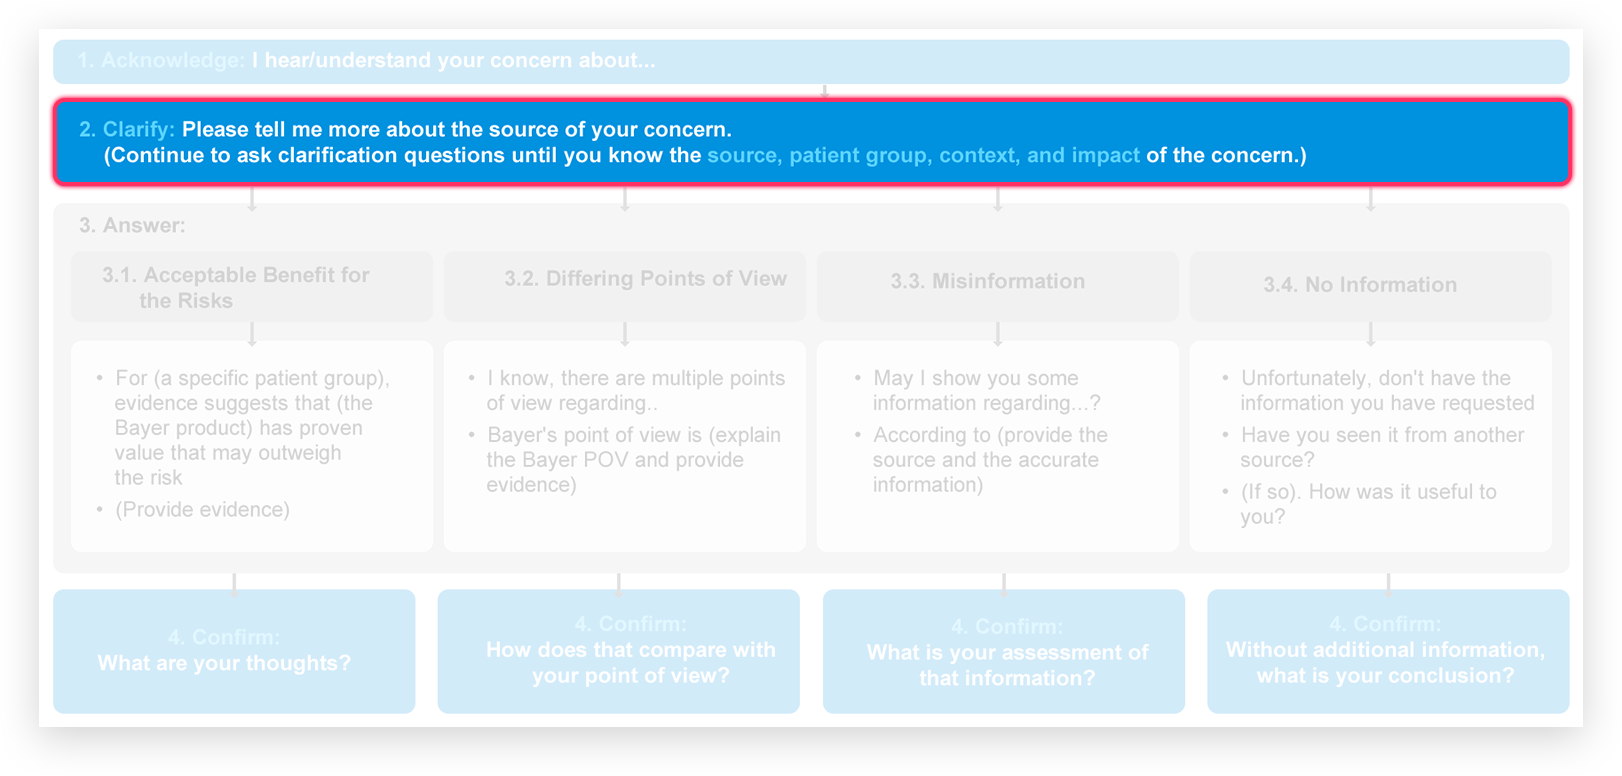 1. Acknowledge: I hear/understand your concern about...
2. Clarify: Please tell me more about the source of your concern.
(Continue to ask clarification questions until you know the source, patient group, context, and impact of the concern.)
3. Answer:
3.1. Acceptable Benefit for
the Risks
• For (a specific patient group),
evidence suggests that (the
Bayer product) has proven
value that may outweigh
the risk
• (Provide evidence)
3.2. Differing Points of View
• I know, there are multiple points
of view regarding..
• Bayer's point of view is (explain
the Bayer POV and provide
evidence)
3.3. Misinformation
• May I show you some
information regarding...?
• According to (provide the
source and the accurate
information)
3.4. No Information
• Unfortunately, don't have the
information you have requested
• Have you seen it from another
source?
• (If so). How was it useful to
you?
4. Confirm:
What are your thoughts?
4. Confirm:
How does that compare with
your point of view?
4. Confirm:
What is your assessment of
that information?
4. Confirm:
Without additional information,
what is your conclusion?